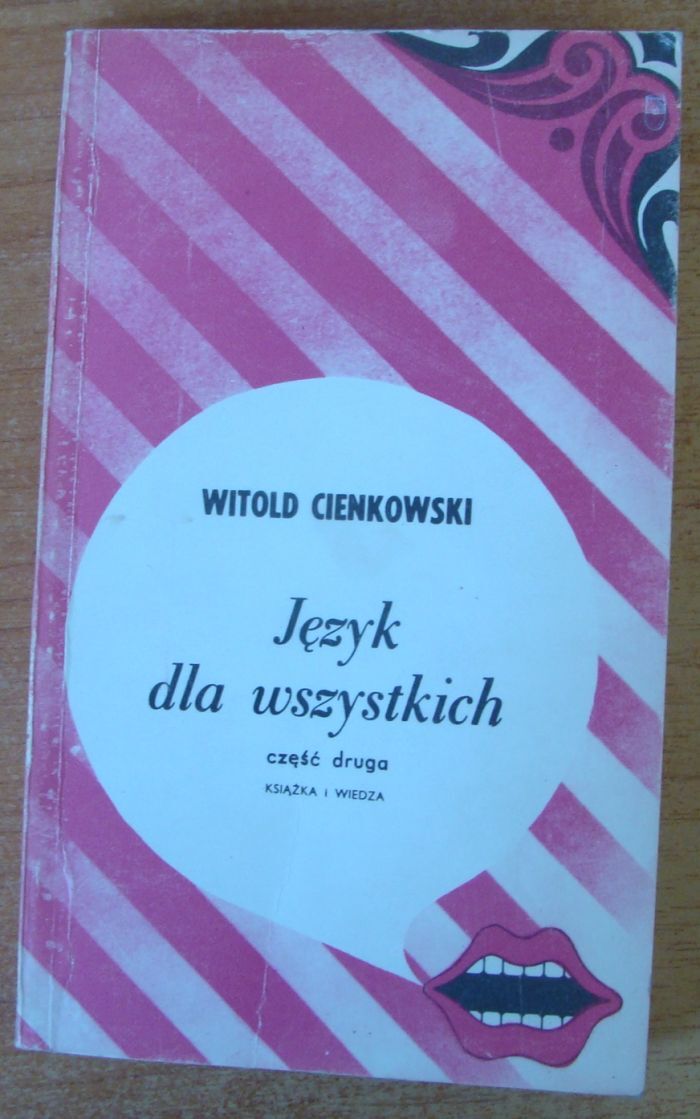 WITOLD CIENKOWSKI
Język
dla wszystkich
część druga
KSIĄŻKA I WIEDZA